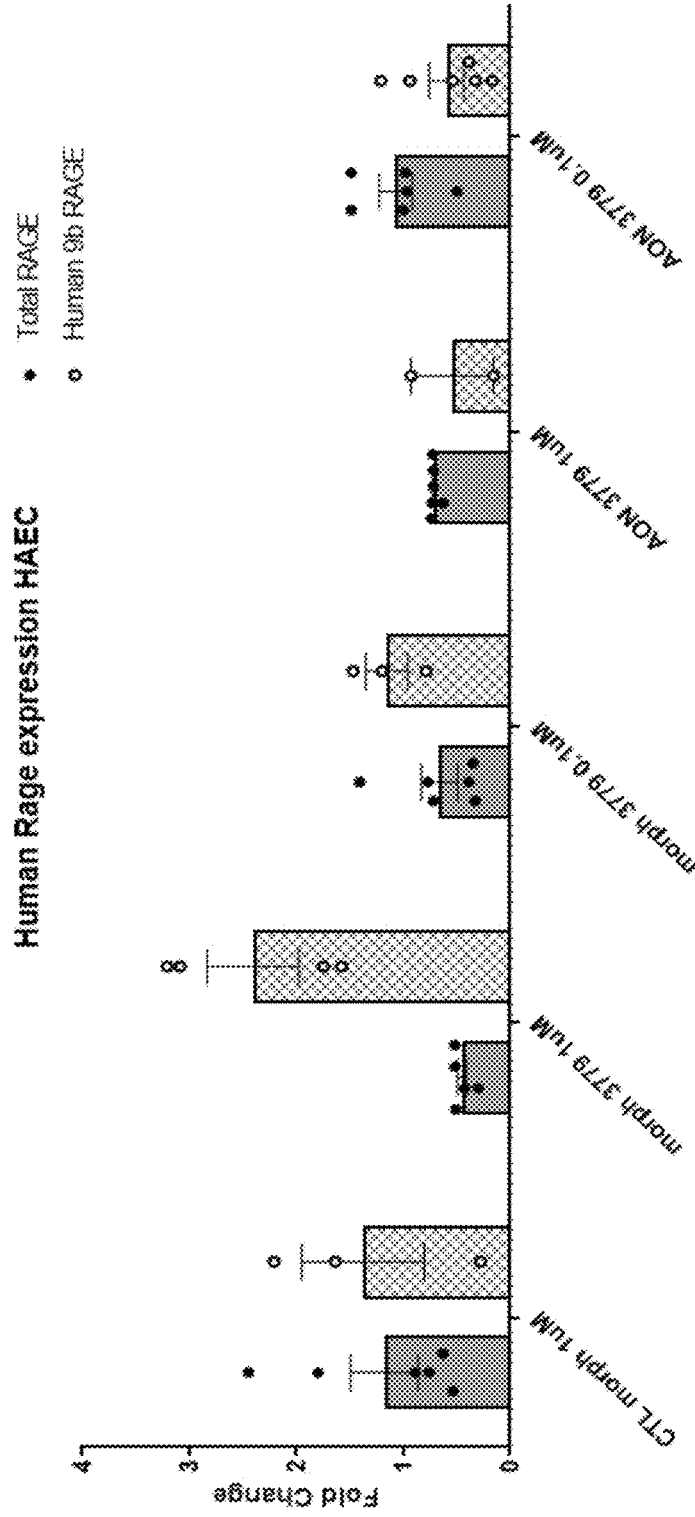 Human Rage expression HAEC
Total RAGE
Human 9b RAGE
Fold Change
4
3
2
1
0
CTL morph 1uM
morph 3779 1uM
morph 3779 0.1uM
AON 3779 1uM
AON 3779 0.1uM